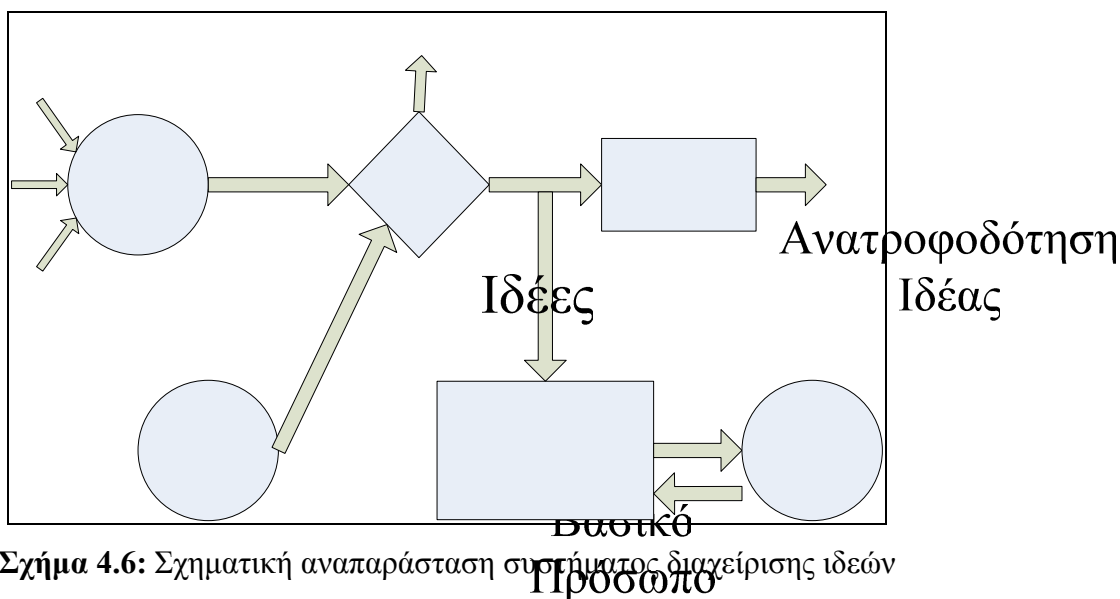 Ανατροφοδότηση
Ιδέας
Ιδέες
Βασικό
Πρόσωπο
Σχήμα 4.6: Σχηματική αναπαράσταση συστήματος διαχείρισης ιδεών